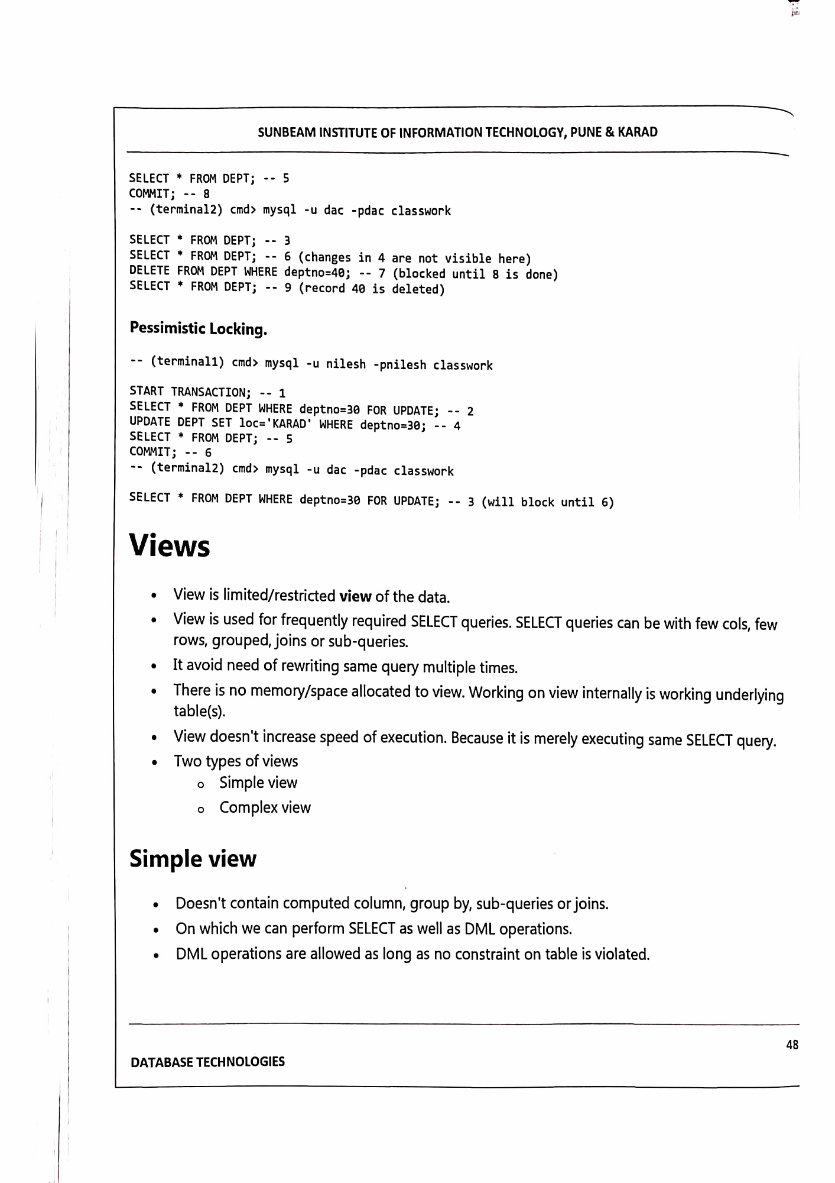 SUNBEAM INSTITUTE OF INFORMATION TECHNOLOGY, PUNE & KARAD
SELECT * FROM DEPT; -- 5
COMMIT; -- 8
-- (terminal2) cmd> mysql -u dac -pdac classwork
SELECT * FROM DEPT; -- 3
SELECT * FROM DEPT; -- 6 (changes in 4 are not visible here)
DELETE FROM DEPT WHERE deptno=40; -- 7 (blocked until 8 is done)
SELECT * FROM DEPT; -- 9 (record 40 is deleted)
Pessimistic Locking.
-- (terminal1) cmd> mysql -u nilesh -pnilesh classwork
START TRANSACTION; -- 1
SELECT * FROM DEPT WHERE deptno=30 FOR UPDATE; -- 2
UPDATE DEPT SET loc='KARAD' WHERE deptno=30; -- 4
SELECT * FROM DEPT; -- 5
COMMIT; -- 6
-- (terminal2) cmd> mysql -u dac -pdac classwork
SELECT * FROM DEPT WHERE deptno=30 FOR UPDATE; -- 3 (will block until 6)
Views
• View is limited/restricted view of the data.
• View is used for frequently required SELECT queries. SELECT queries can be with few cols, few
rows, grouped, joins or sub-queries.
• It avoid need of rewriting same query multiple times.
• There is no memory/space allocated to view. Working on view internally is working underlying
table(s).
• View doesn't increase speed of execution. Because it is merely executing same SELECT query.
• Two types of views
o Simple view
o Complex view
Simple view
• Doesn't contain computed column, group by, sub-queries or joins.
• On which we can perform SELECT as well as DML operations.
• DML operations are allowed as long as no constraint on table is violated.
48
DATABASE TECHNOLOGIES